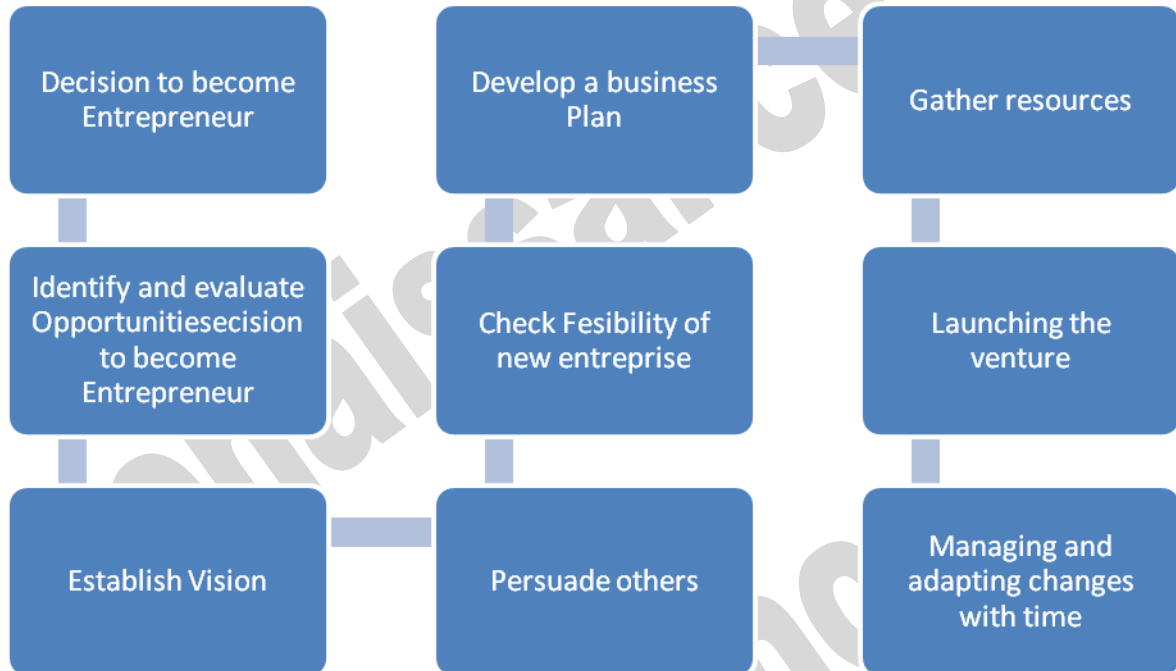 Decision to become
Entrepreneur
Identify and evaluate
Opportunitiesecision
to become
Entrepreneur
Establish Vision
Persuade others
Check Fesibility of
new entreprise
Develop a business
Plan
Gather resources
Launching the
venture
Managing and
adapting changes
with time